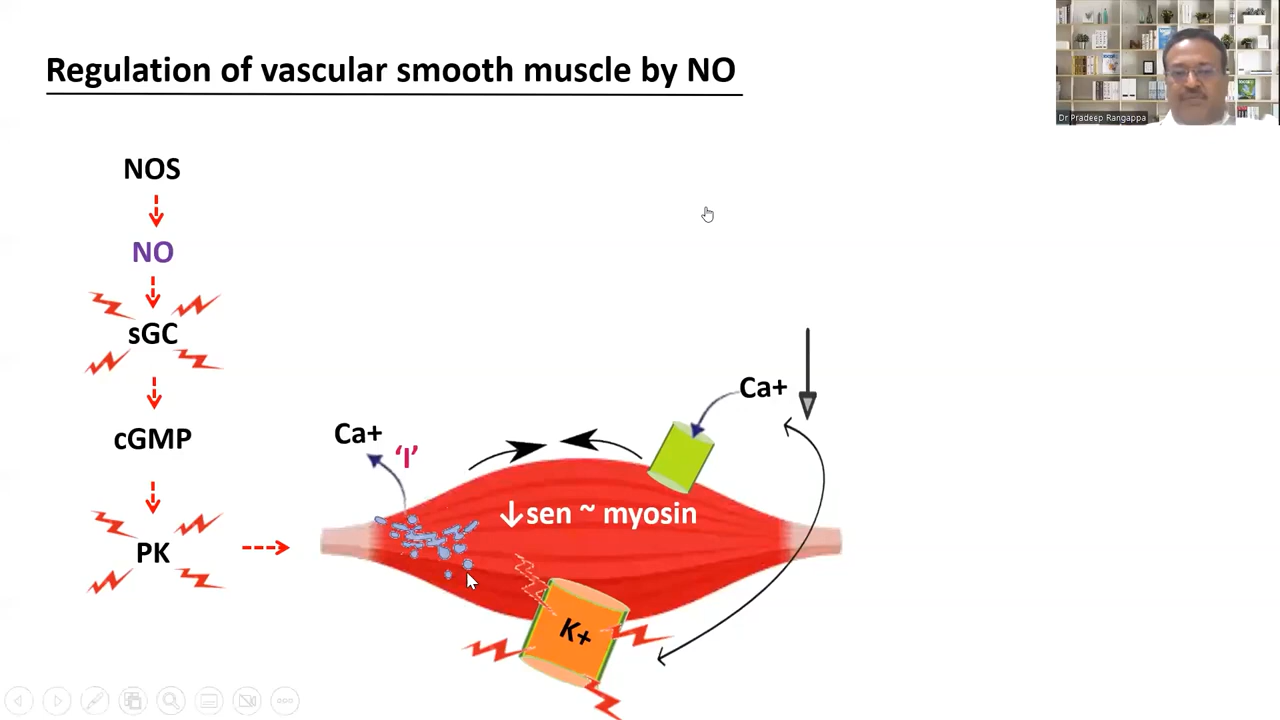 Regulation of vascular smooth muscle by NO
Dr Pradeep Rangappa
NOS
NO
sGC
cGMP
PK
Ca+
Ca+
'I'
↓sen ~ myosin
K+